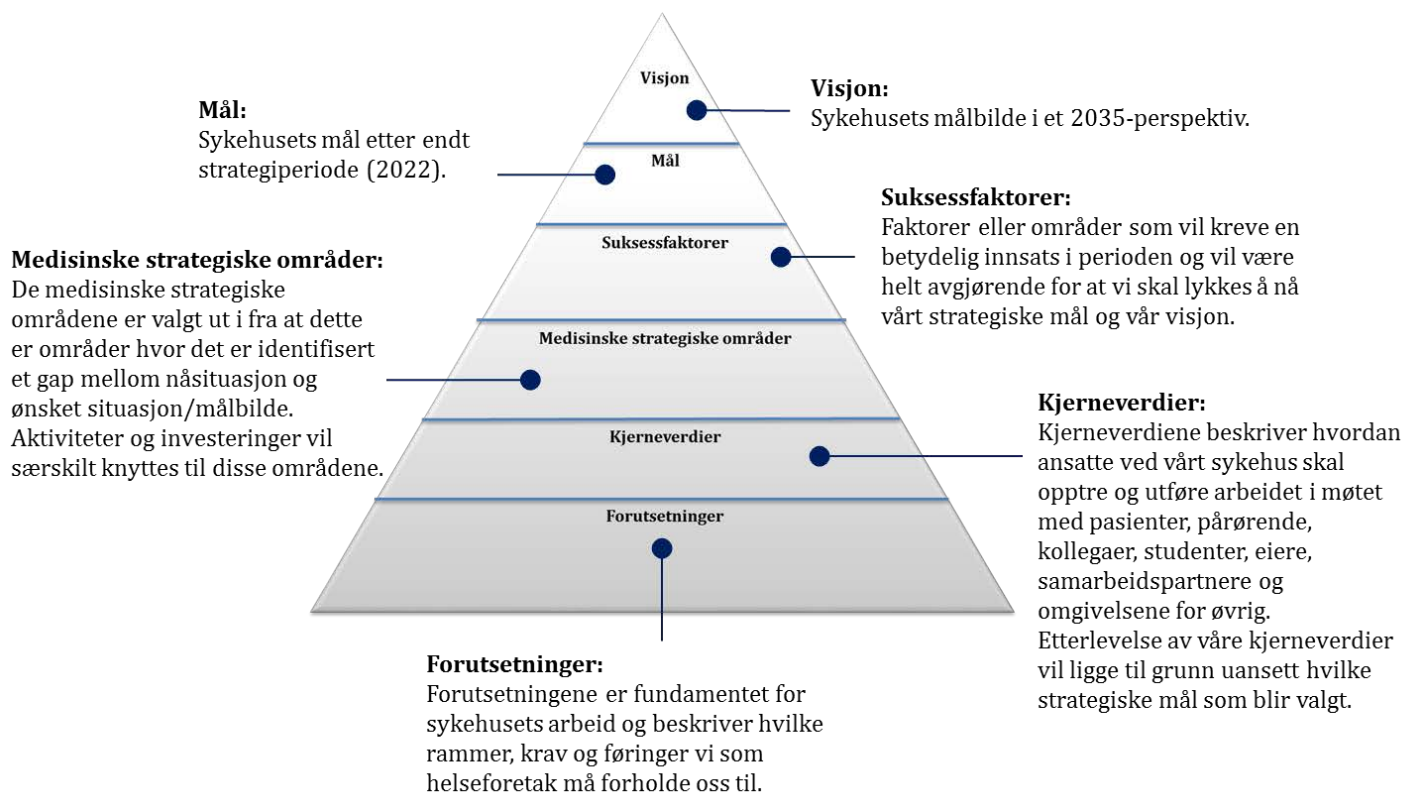 Visjon
Mål
Suksessfaktorer
Medisinske strategiske områder
Kjerneverdier
Forutsetninger
Visjon:
Sykehusets målbilde i et 2035-perspektiv.
Mål:
Sykehusets mål etter endt
strategiperiode (2022).
Suksessfaktorer:
Faktorer eller områder som vil kreve en
betydelig innsats i perioden og vil være
helt avgjørende for at vi skal lykkes å nå
vårt strategiske mål og vår visjon.
Medisinske strategiske områder:
De medisinske strategiske
områdene er valgt ut i fra at dette
er områder hvor det er identifisert
et gap mellom nåsituasjon og
ønsket situasjon/målbilde.
Aktiviteter og investeringer vil
særskilt knyttes til disse områdene.
Kjerneverdier:
Kjerneverdiene beskriver hvordan
ansatte ved vårt sykehus skal
opptre og utføre arbeidet i møtet
med pasienter, pårørende,
kollegaer, studenter, eiere,
samarbeidspartnere og
omgivelsene for øvrig.
Etterlevelse av våre kjerneverdier
vil ligge til grunn uansett hvilke
strategiske mål som blir valgt.
Forutsetninger:
Forutsetningene er fundamentet for
sykehusets arbeid og beskriver hvilke
rammer, krav og føringer vi som
helseforetak må forholde oss til.